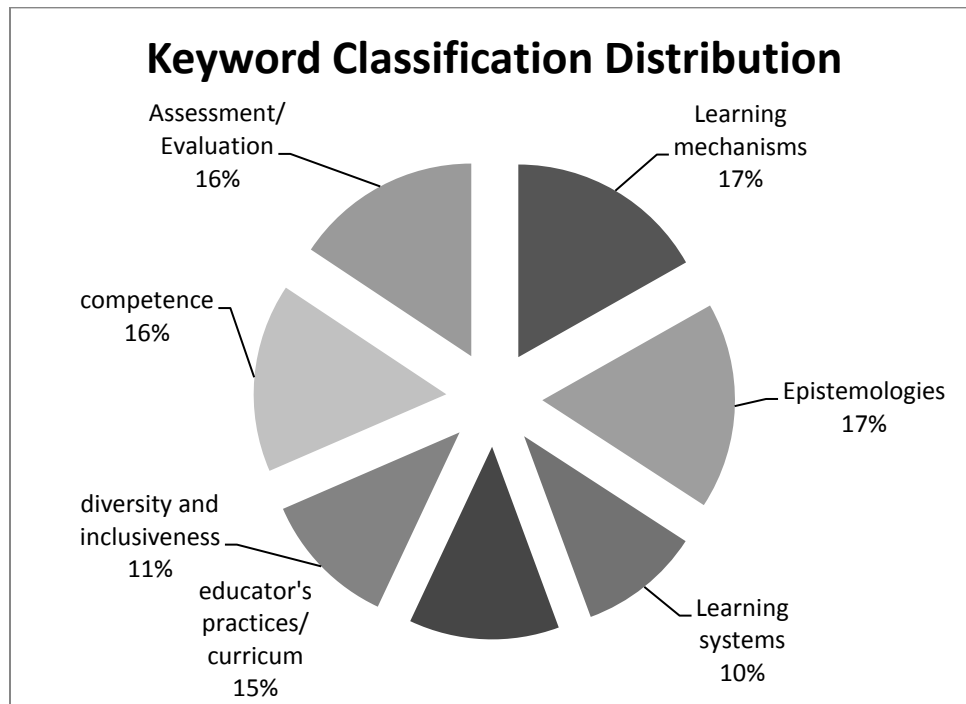 Keyword Classification Distribution
Learning
mechanisms
17%
Epistemologies
17%
Learning
systems
10%
educator's
practices/
curricum
15%
diversity and
inclusiveness
11%
competence
16%
Assessment/
Evaluation
16%